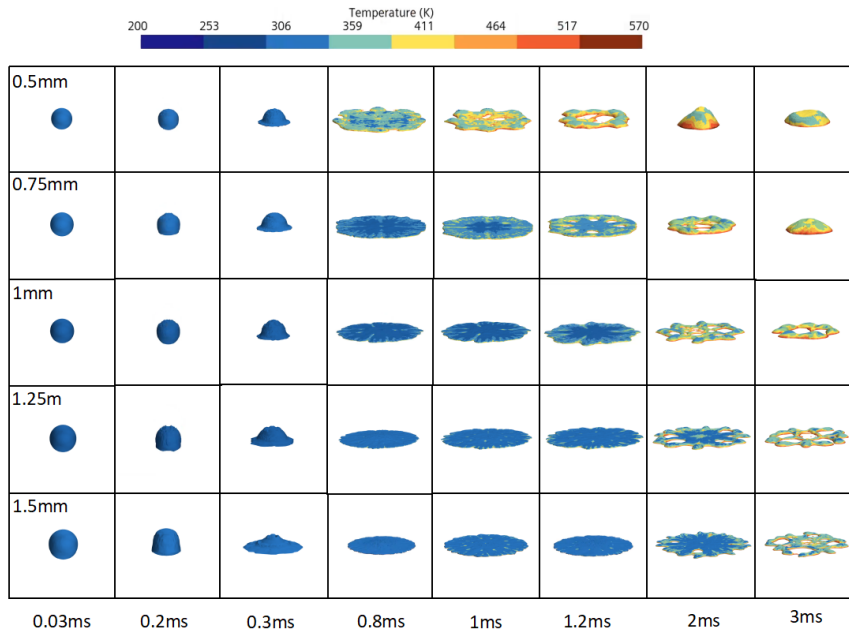 Temperature (K)
200 253 306 359 411 464 517 570
0.5mm
0.75mm
1mm
1.25m
1.5mm
0.03ms 0.2ms 0.3ms 0.8ms 1ms 1.2ms 2ms 3ms